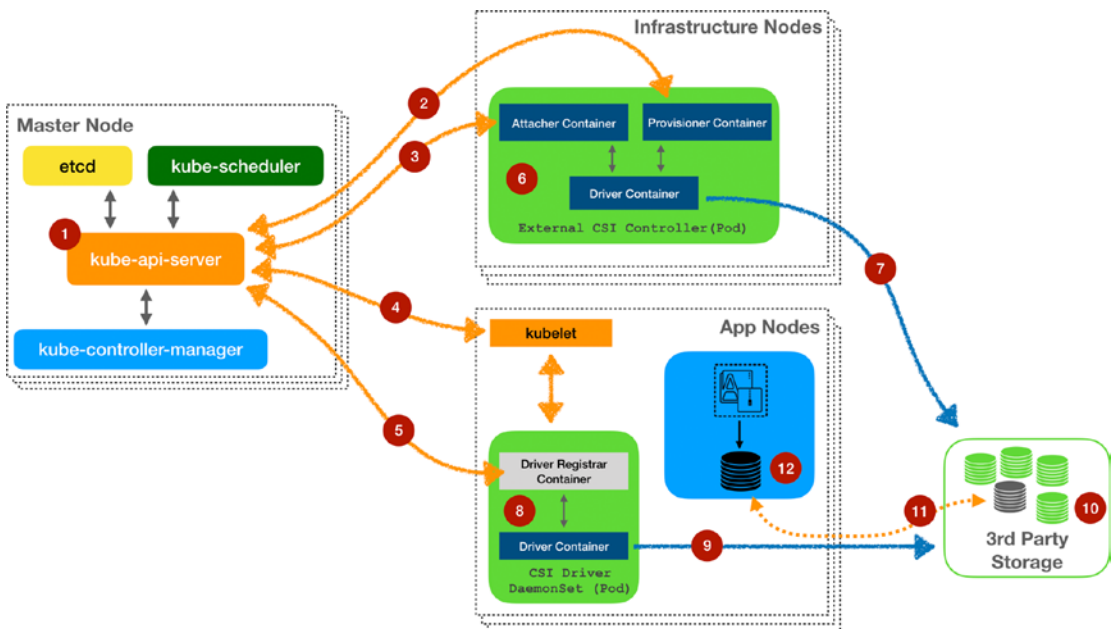 Infrastructure Nodes
2
Master Node
Attacher Container
Provisioner Container
etcd
kube-scheduler
3
6
Driver Container
1
External CSI Controller(Pod)
kube-api-server
7
4
App Nodes
kubelet
kube-controller-manager
5
Driver Registrar
Container
12
8
11
10
Driver Container
9
3rd Party
Storage
CSI Driver
DaemonSet (Pod)